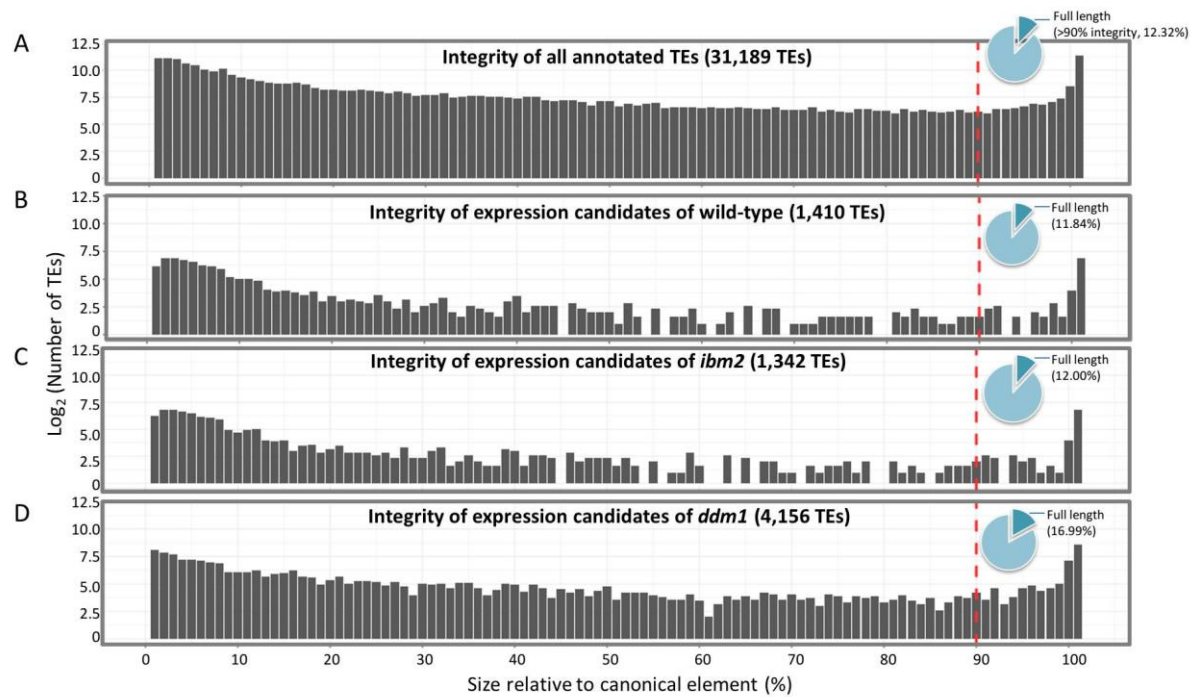 Full length
(>90% integrity, 12.32%)
A
12.5
10.0
7.5
5.0
2.5
0
Integrity of all annotated TEs (31,189 TEs)
B
12.5
10.0
7.5
5.0
2.5
0
Integrity of expression candidates of wild-type (1,410 TEs)
Full length
(11.84%)
Log2 (Number of TEs)
C
12.5
10.0
7.5
5.0
2.5
0
Integrity of expression candidates of ibm2 (1,342 TEs)
Full length
(12.00%)
D
12.5
10.0
7.5
5.0
2.5
0
Integrity of expression candidates of ddm1 (4,156 TEs)
Full length
(16.99%)
0 10 20 30 40 50 60 70 80 90 100
Size relative to canonical element (%)